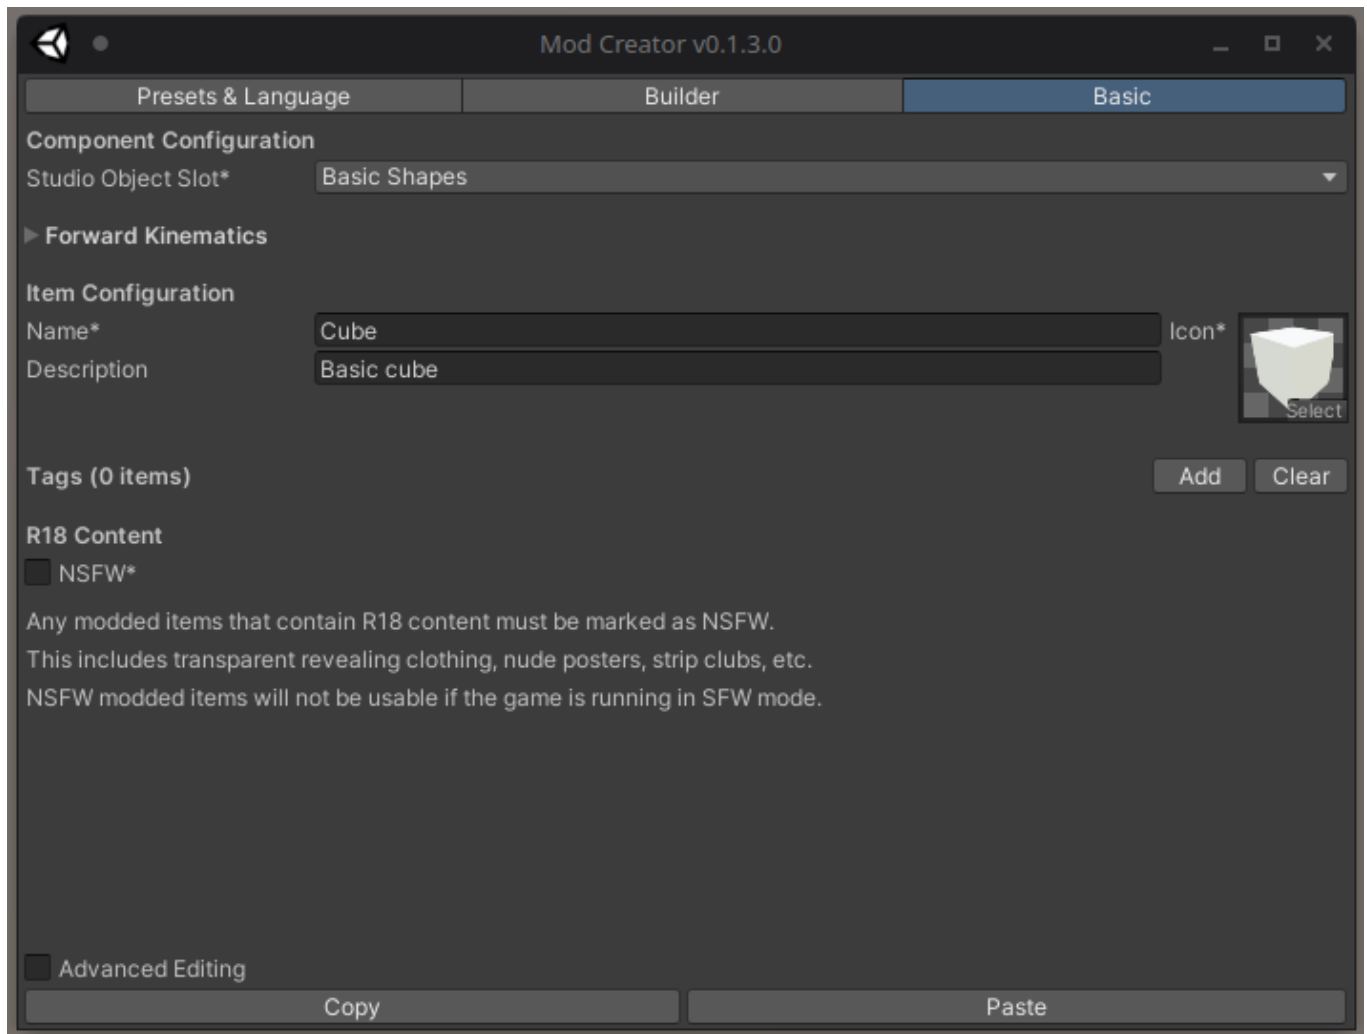 Mod Creator v0.1.3.0
Presets & Language
Builder
Basic
Component Configuration
Studio Object Slot*
Basic Shapes
Forward Kinematics
Item Configuration
Name*
Cube
Icon*
Description
Basic cube
Select
Tags (0 items)
Add
Clear
R18 Content
NSFW*
Any modded items that contain R18 content must be marked as NSFW.
This includes transparent revealing clothing, nude posters, strip clubs, etc.
NSFW modded items will not be usable if the game is running in SFW mode.
Advanced Editing
Copy
Paste